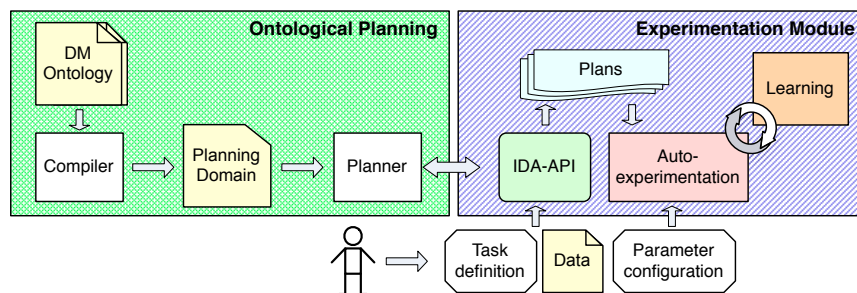 Ontological Planning
Experimentation Module
DM
Ontology
Plans
Learning
Compiler
Planning
Domain
Planner
IDA-API
Auto-
experimentation
Task
definition
Data
Parameter
configuration